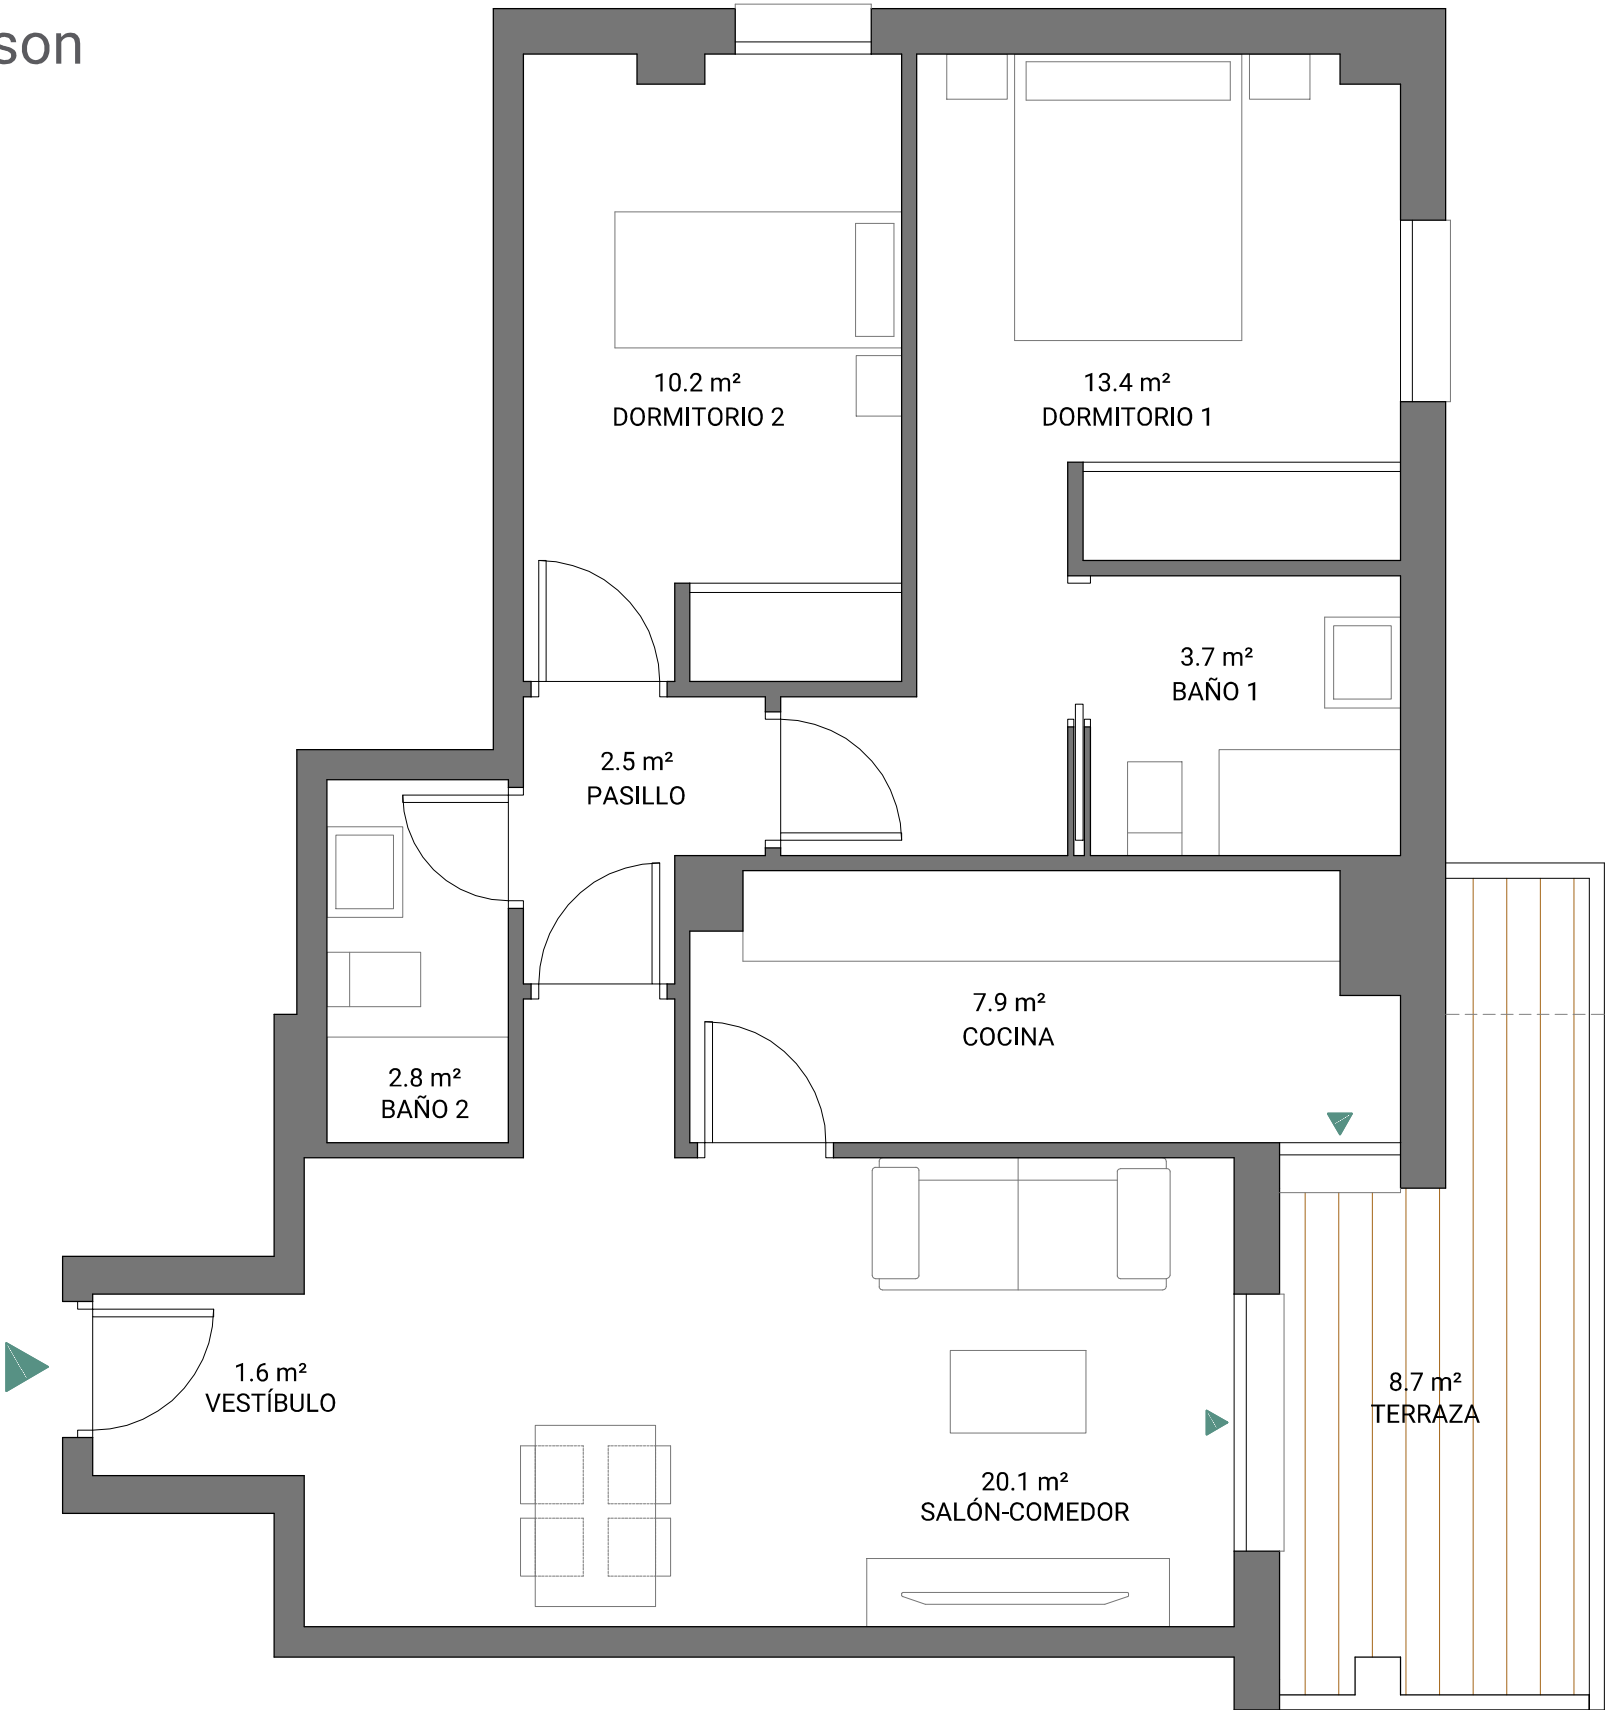 son
10.2 m²
DORMITORIO 2
13.4 m²
DORMITORIO 1
3.7 m²
BAÑO 1
2.5 m²
PASILLO
7.9 m²
COCINA
2.8 m²
BAÑO 2
1.6 m²
VESTÍBULO
8.7 m²
TERRAZA
20.1 m²
SALÓN-COMEDOR